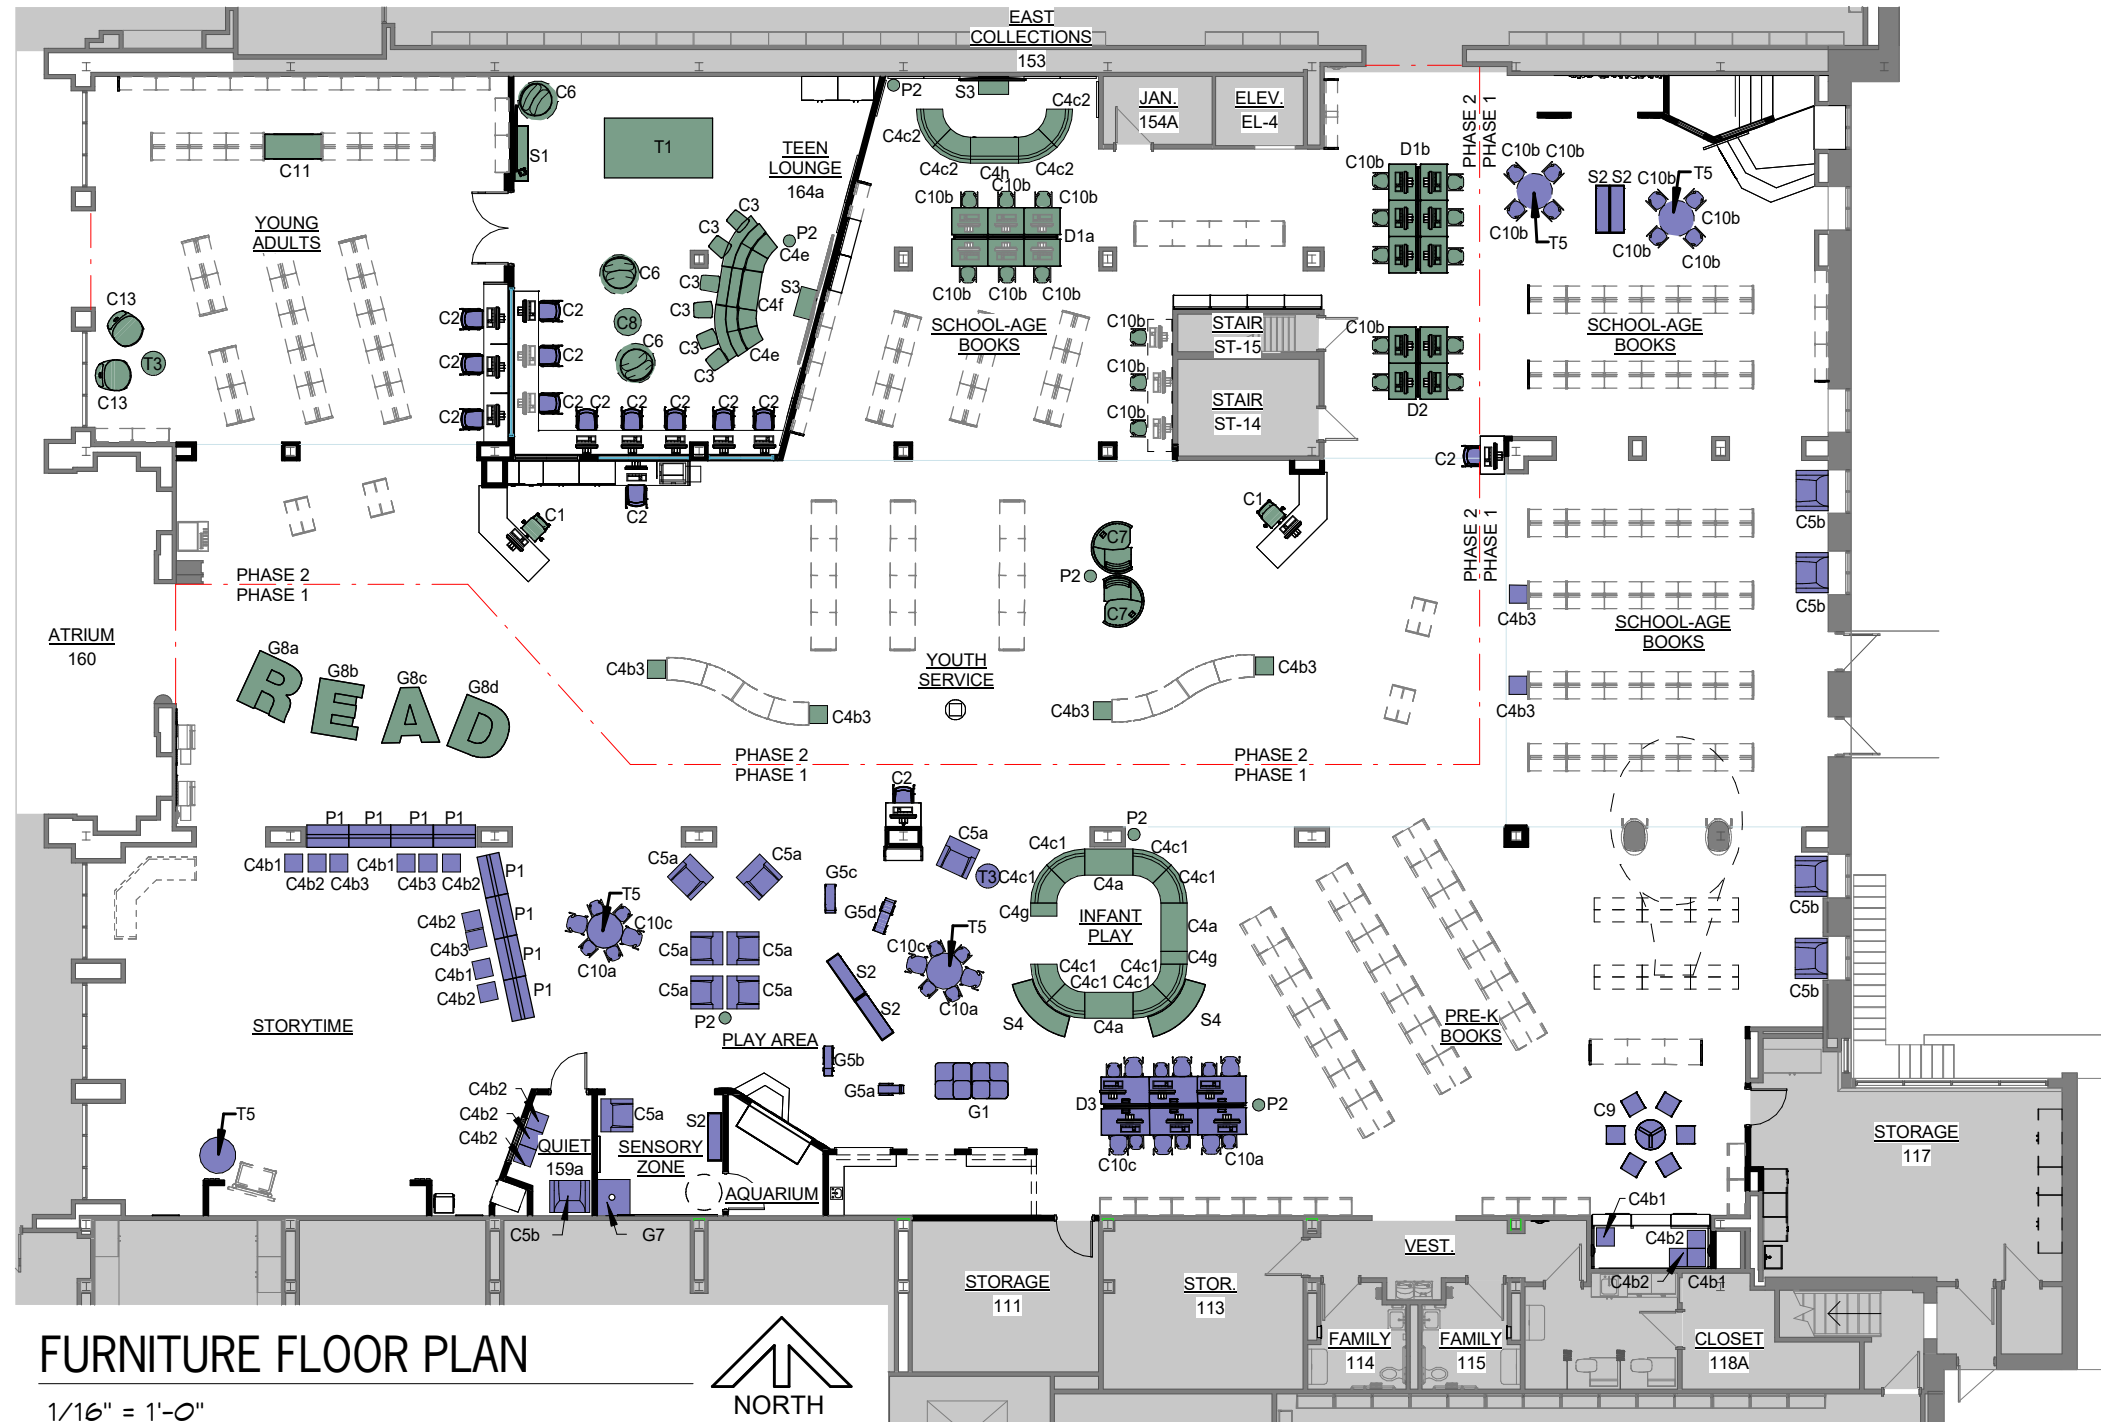 EAST
COLLECTIONS
153
C6
P2
S3
C4c2
JAN.
154A
ELEV.
EL-4
PHASE 2
PHASE 1
S1
T1
C11
TEEN
LOUNGE
164a
C4c2
C4c2
C4h
C4c2
C10b
C10b
C10b
D1b
C10b
C10b
C10b
S2 S2
C10b
T5
C10b
C10b
C10b
C10b
T5
C10b
YOUNG
ADULTS
C3
C3
P2
C4e
D1a
C6
C3
C4f
S3
C10b
C10b
C10b
C13
C2
C2
C8
C3
C10b
SCHOOL-AGE
BOOKS
STAIR
ST-15
C10b
SCHOOL-AGE
BOOKS
T3
C2
C2
C6
C3
C4e
C3
C10b
C13
C2
C2
C2
C2
C2
C2
C2
C10b
STAIR
ST-14
D2
C2
C5b
C1
C2
C1
C7
P2
C7
PHASE 2
PHASE 1
PHASE 2
PHASE 1
C5b
C4b3
SCHOOL-AGE
BOOKS
ATRIUM
160
G8a
G8b
G8c
G8d
READ
C4b3
C4b3
YOUTH
SERVICE
C4b3
C4b3
C4b3
PHASE 2
PHASE 1
PHASE 2
PHASE 1
C2
P1
P1
P1
P1
C4b1
C4b2
C4b3
C4b1
C4b3
C4b2
P1
P1
P1
P1
C4b2
C4b3
C4b1
C4b2
T5
C10c
C10a
C5a
C5a
C5a
C5a
C5a
C5a
P2
PLAY AREA
G5c
G5d
C5a
T3
S2
S2
C10c
T5
C10a
P2
C4c1
C4c1
C4c1
C4a
C4c1
C4g
INFANT
PLAY
C4a
C4g
C4c1
C4c1
C4c1
C4c1
S4
C4a
S4
PRE-K
BOOKS
C5b
C5b
STORYTIME
G5b
G5a
G1
D3
P2
C10c
C10a
C9
STORAGE
117
C4b2
C4b2
C4b2
T5
QUIET
159a
C5a
S2
SENSORY
ZONE
AQUARIUM
C5b
G7
C4b1
C4b2
C4b2
C4b1
VEST.
STORAGE
111
STOR.
113
FAMILY
114
FAMILY
115
CLOSET
118A
FURNITURE FLOOR PLAN
1/16" = 1'-0"
NORTH